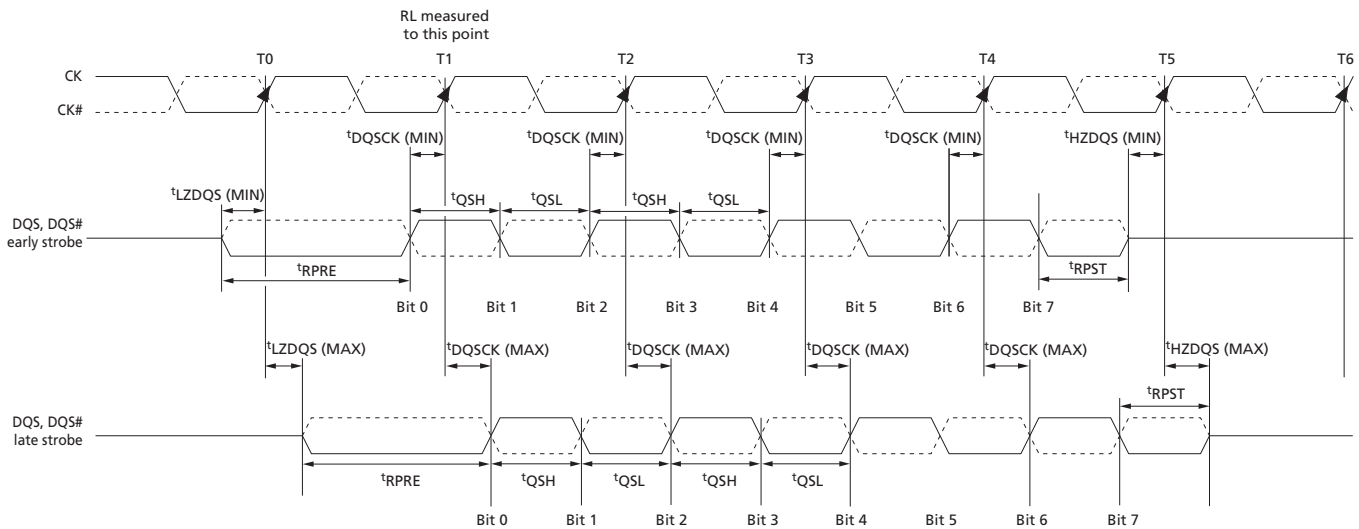 RL measured
to this point
T0 T1 T2 T3 T4 T5 T6
CK
CK#
tDQSCK (MIN) tDQSCK (MIN) tDQSCK (MIN) tDQSCK (MIN) tHZDQS (MIN)
tLZDQS (MIN) tQSH tQSL tQSH tQSL
DQS, DQS#
early strobe
tRPRE tRPST
Bit 0 Bit 1 Bit 2 Bit 3 Bit 4 Bit 5 Bit 6 Bit 7
tLZDQS (MAX) tDQSCK (MAX) tDQSCK (MAX) tDQSCK (MAX) tDQSCK (MAX) tHZDQS (MAX)
tRPST
DQS, DQS#
late strobe
tRPRE tQSH tQSL tQSH tQSL
Bit 0 Bit 1 Bit 2 Bit 3 Bit 4 Bit 5 Bit 6 Bit 7